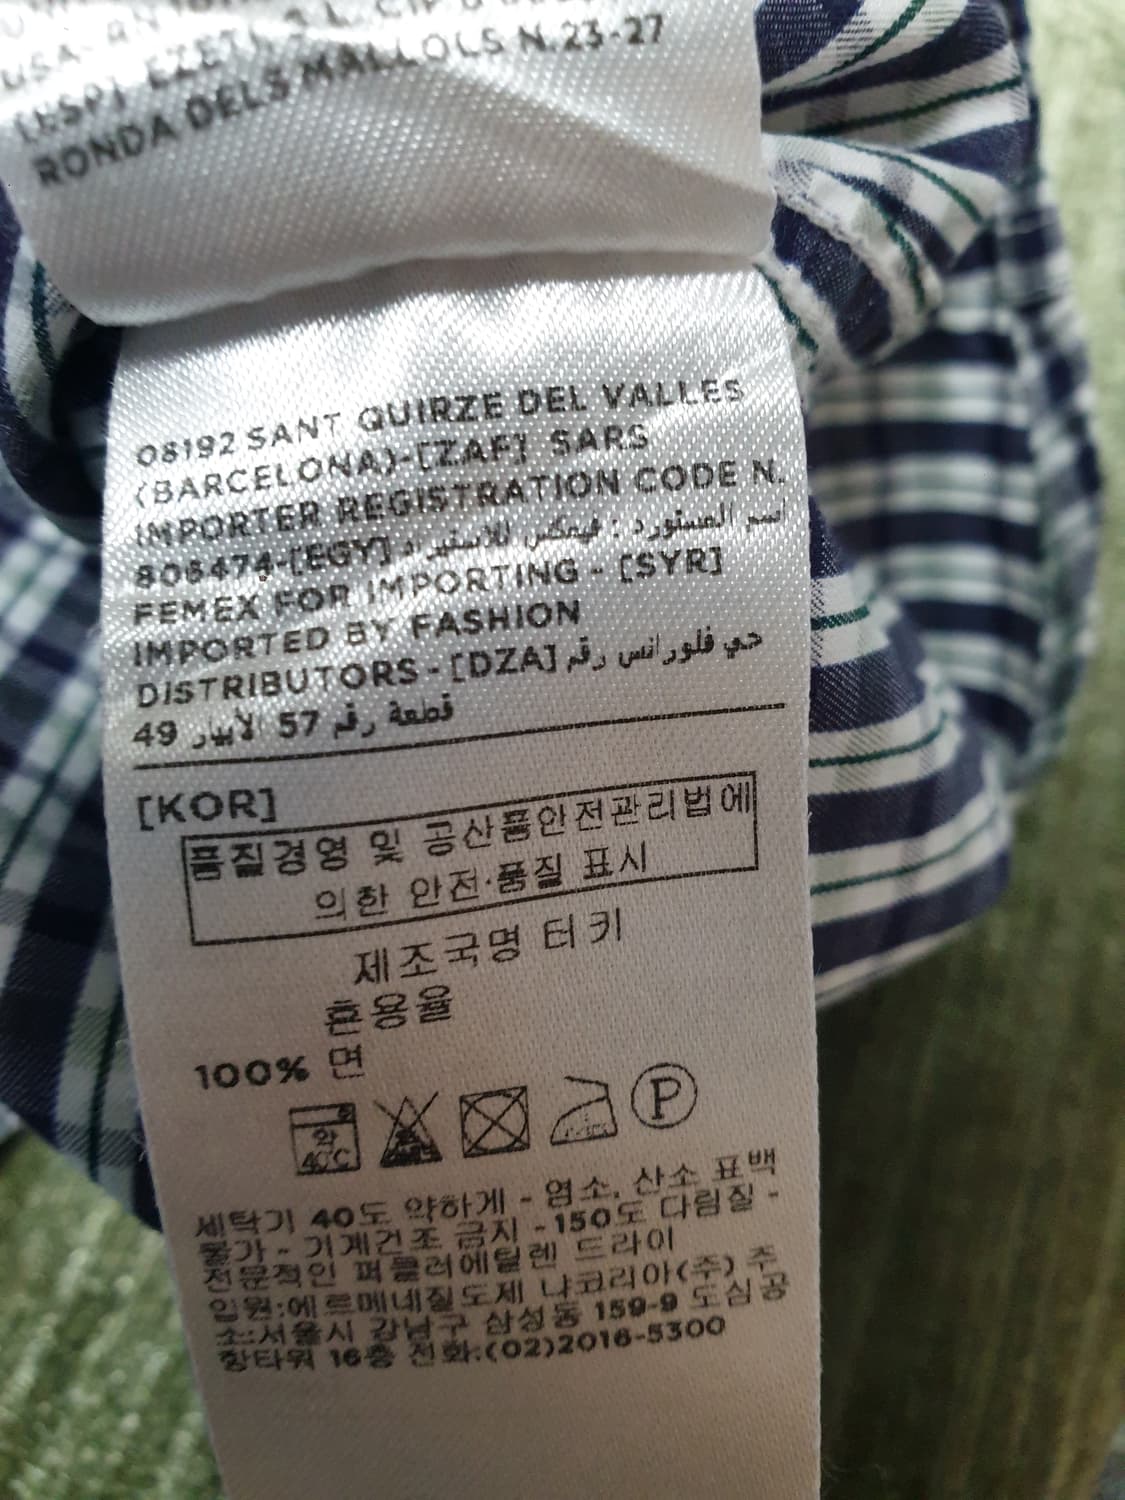 RONDA DELS MALLOLS N.23-27
08192 SANT QUIRZE DEL VALLES
(BARCELONA)-[ZAF] SARS
IMPORTER REGISTRATION CODE N.
806474-[EGY] اسم المستورد : فيمكس للاستيراد
FEMEX FOR IMPORTING - [SYR]
IMPORTED BY FASHION
DISTRIBUTORS - [DZA] حي فلورانس رقم
49 قطعة رقم 57 الابيار
[KOR]
품질경영 및 공산품안전관리법에
의한 안전·품질 표시
제조국명 터키
혼용율
100% 면
약
40°C
P
세탁기 40도 약하게 - 염소, 산소 표백
불가 - 기계건조 금지 - 150도 다림질 -
전문적인 퍼클러에틸렌 드라이
입원:에르메네질도제 냐코리아(주) 주
소:서울시 강남구 삼성동 159-9 도심공
항타워 16층 전화:(02)2016-5300